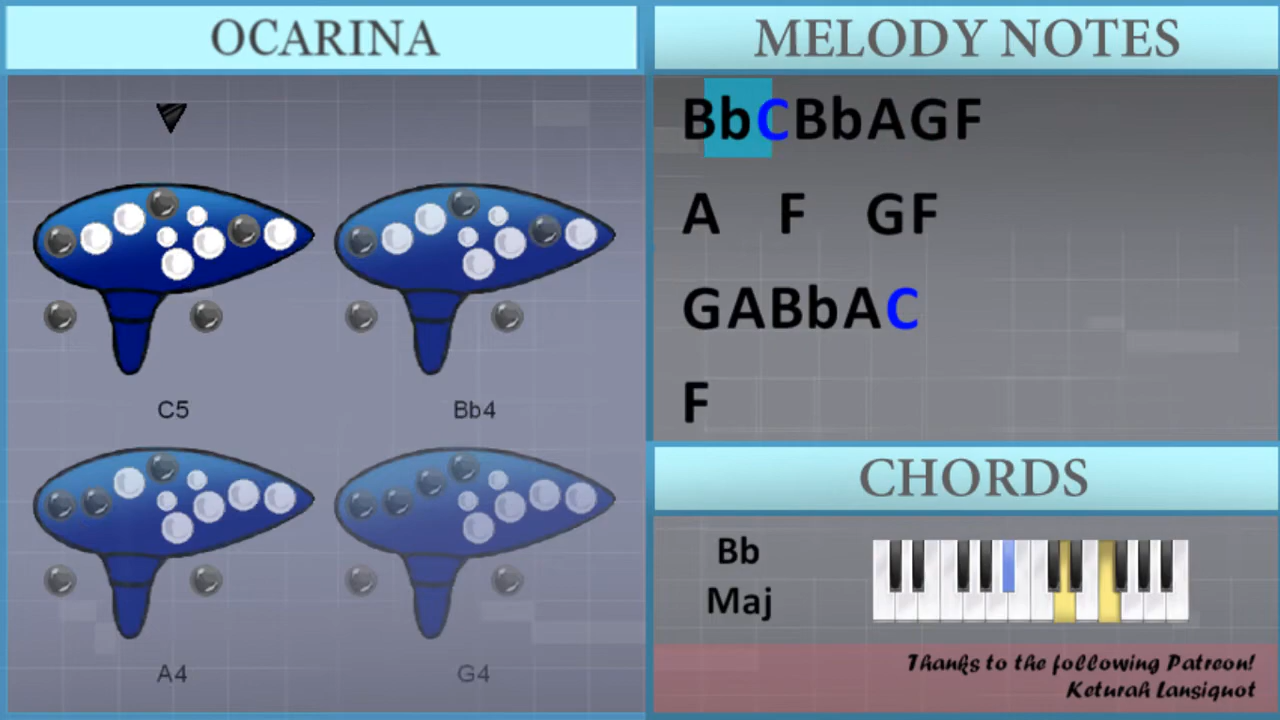 OCARINA
C5
Bb4
A4
G4
MELODY NOTES
BbCBbAGF
A F GF
GABbAC
F
CHORDS
Bb
Maj
Thanks to the following Patreon!
Keturah Lansiquot